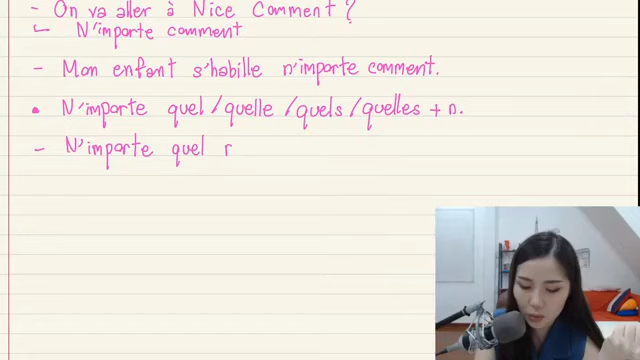 - On va aller à Nice Comment ?
↳ N'importe comment
- Mon enfant s'habille n'importe comment.
• N'importe quel / quelle / quels / quelles + n.
- N'importe quel r